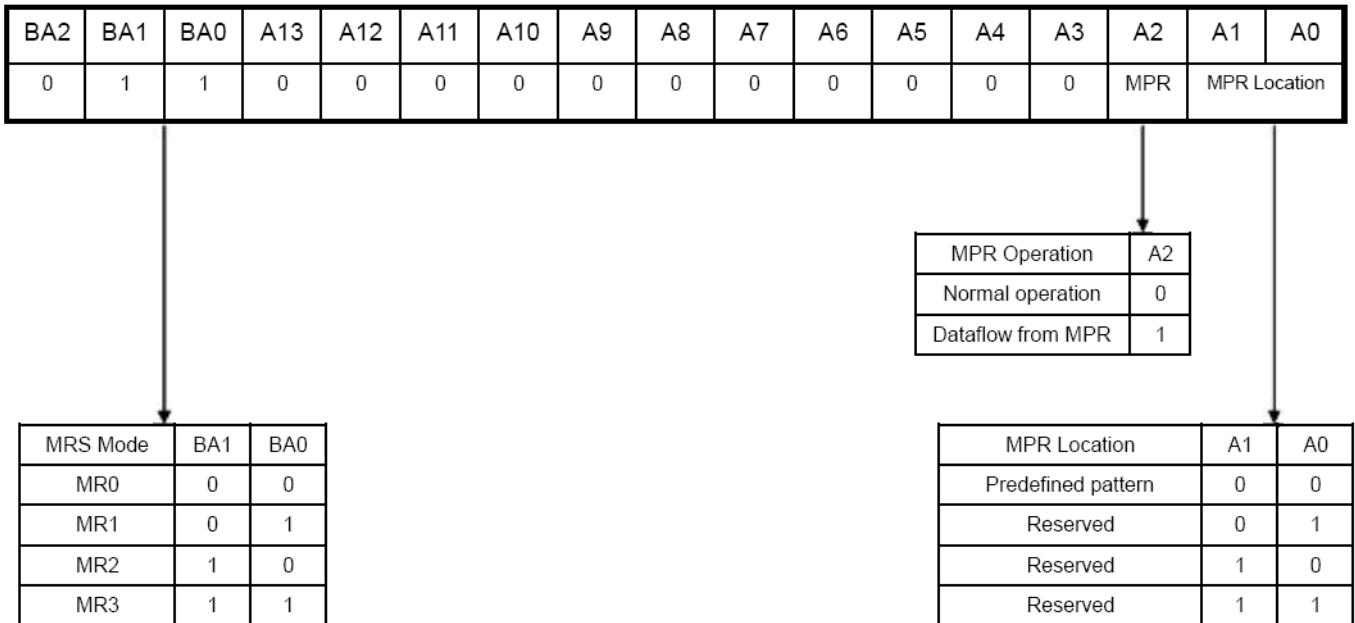 BA2 BA1 BA0 A13 A12 A11 A10 A9 A8 A7 A6 A5 A4 A3 A2 A1 A0
0 1 1 0 0 0 0 0 0 0 0 0 0 0 MPR MPR Location
MPR Operation A2
Normal operation 0
Dataflow from MPR 1
MRS Mode BA1 BA0
MR0 0 0
MR1 0 1
MR2 1 0
MR3 1 1
MPR Location A1 A0
Predefined pattern 0 0
Reserved 0 1
Reserved 1 0
Reserved 1 1